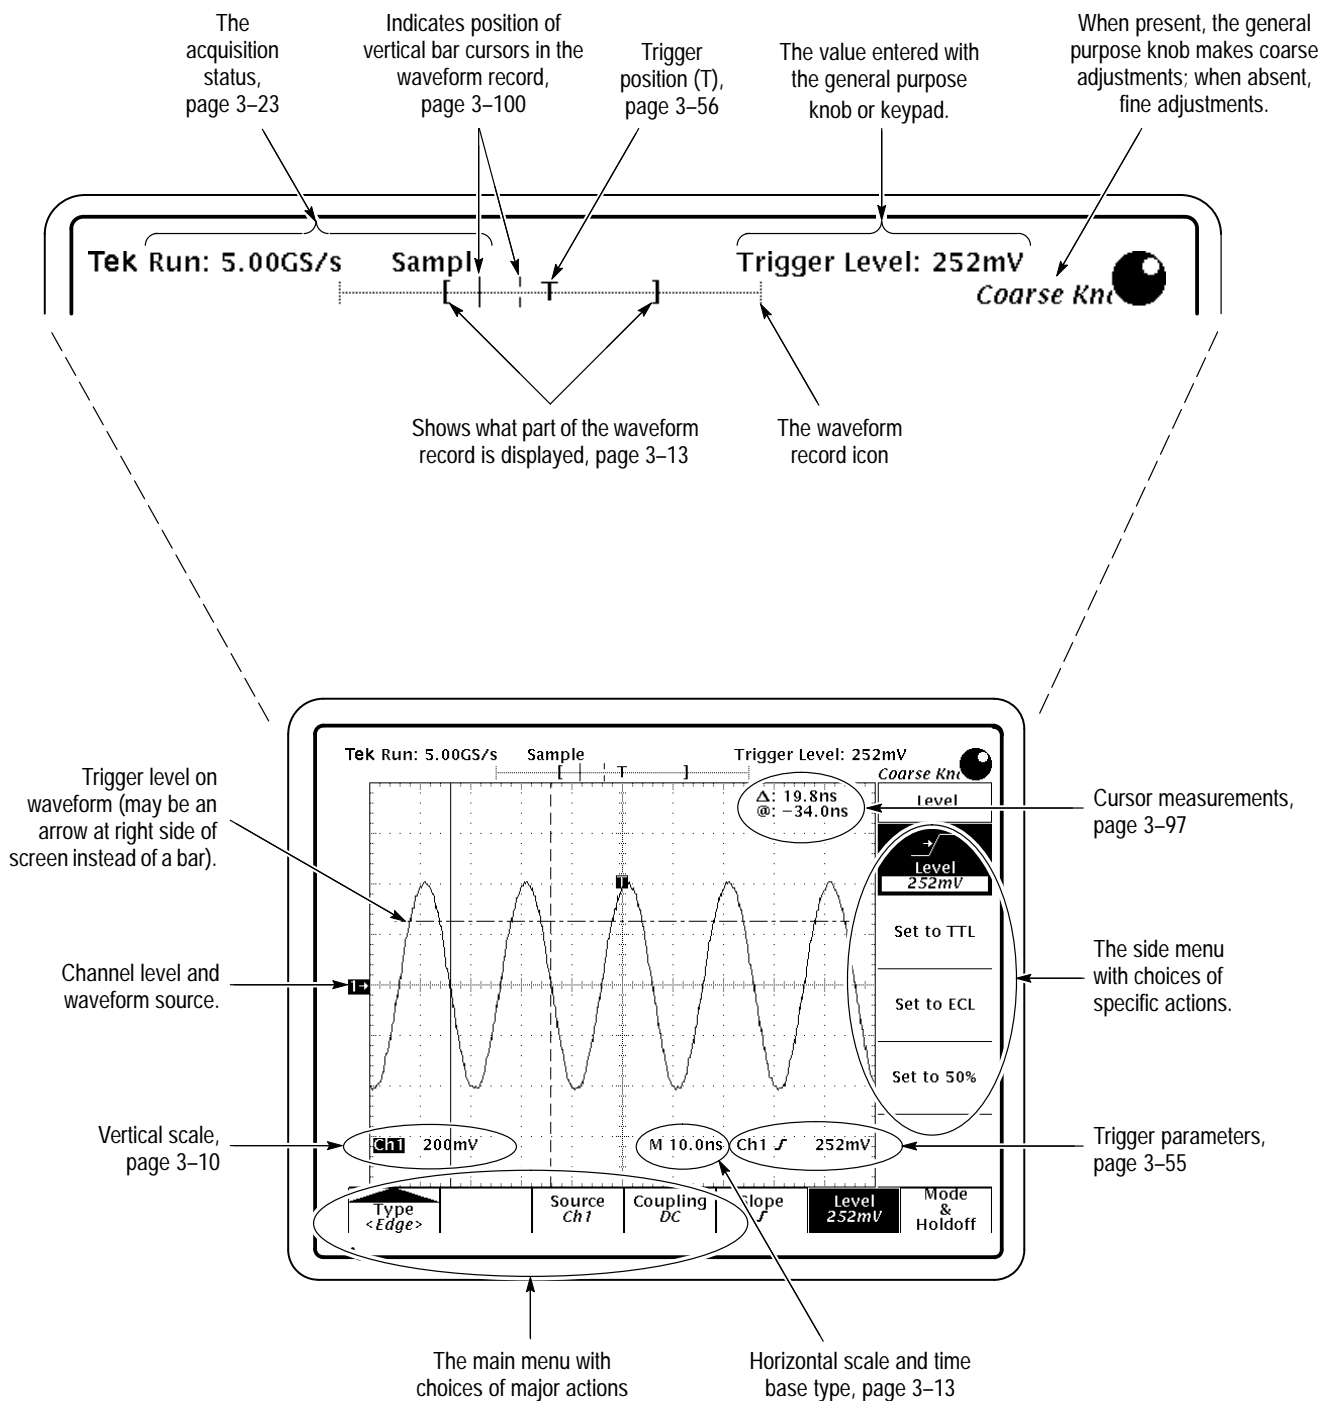 The
acquisition
status,
page 3–23
Indicates position of
vertical bar cursors in the
waveform record,
page 3–100
Trigger
position (T),
page 3–56
The value entered with
the general purpose
knob or keypad.
When present, the general
purpose knob makes coarse
adjustments; when absent,
fine adjustments.
Tek Run: 5.00GS/s Sampl
Trigger Level: 252mV
[ T ]
Coarse Kn
Shows what part of the waveform
record is displayed, page 3–13
The waveform
record icon
Tek Run: 5.00GS/s Sample Trigger Level: 252mV
[ T ]
Coarse Kn
Δ: 19.8ns
@: −34.0ns
Level
Level
252mV
Set to TTL
Set to ECL
Set to 50%
T
1→
Ch1 200mV M 10.0ns Ch1 252mV
Type
<Edge>
Source
Ch1
Coupling
DC
Slope
Level
252mV
Mode
&
Holdoff
Trigger level on
waveform (may be an
arrow at right side of
screen instead of a bar).
Channel level and
waveform source.
Vertical scale,
page 3–10
Cursor measurements,
page 3–97
The side menu
with choices of
specific actions.
Trigger parameters,
page 3–55
The main menu with
choices of major actions
Horizontal scale and time
base type, page 3–13